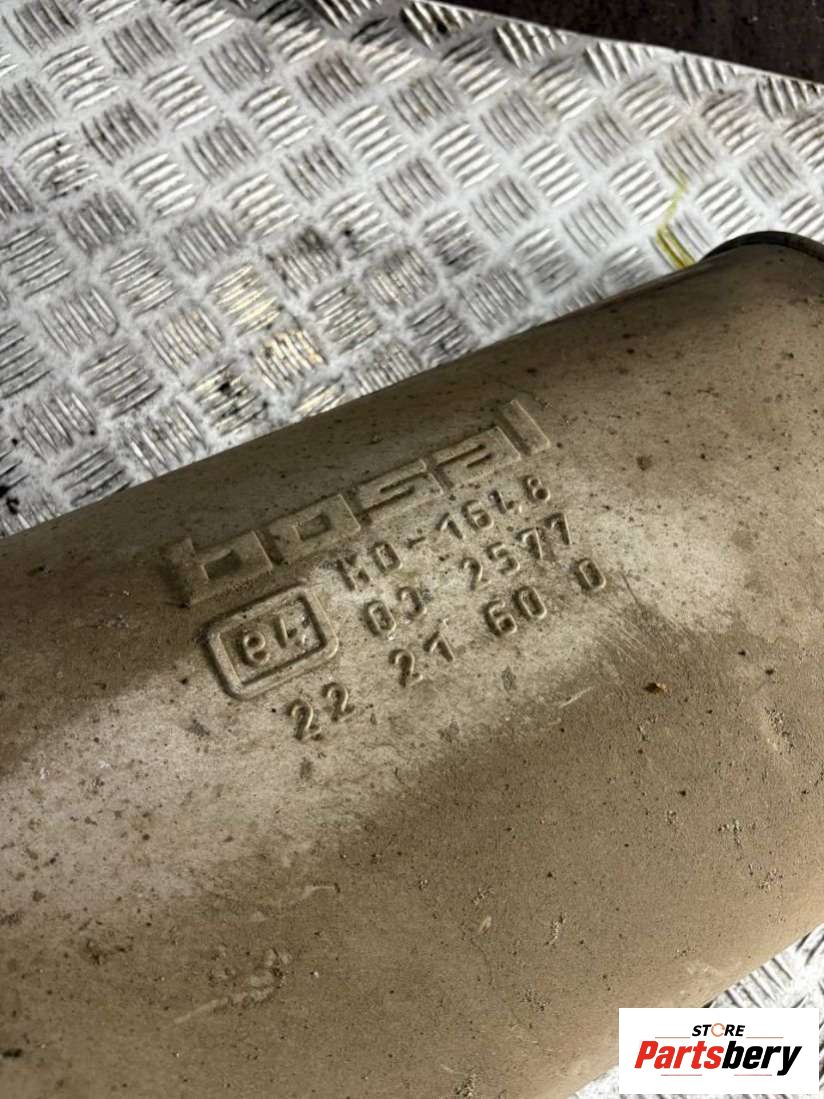 bosal
KO-1648
e4 03 2577
22 21 60 0
STORE
Partsbery